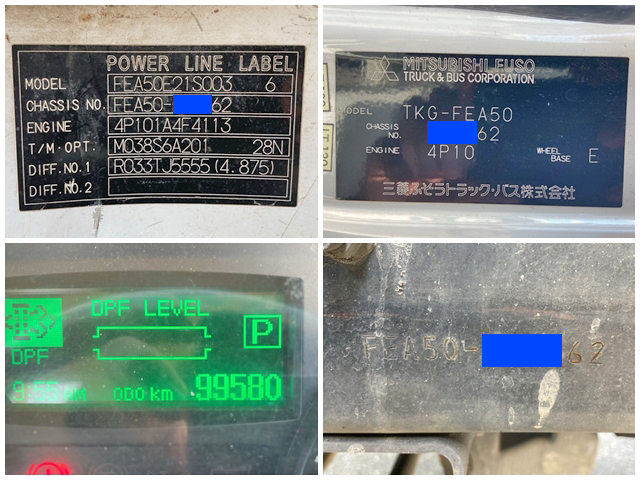 POWER LINE LABEL
MODEL FEA50E21S003 6
CHASSIS NO. FEA50- 62
ENGINE 4P101A4F4113
T/M・OPT. M038S6A201 28N
DIFF.NO.1 R033TJ5555(4.875)
DIFF.NO.2
MITSUBISHI FUSO
TRUCK & BUS CORPORATION
MODEL TKG-FEA50
CHASSIS NO. 62
ENGINE 4P10 WHEEL BASE E
三菱ふそうトラック・バス株式会社
DPF LEVEL
P
DPF
9:55 AM ODO km 99580
FEA50- 62